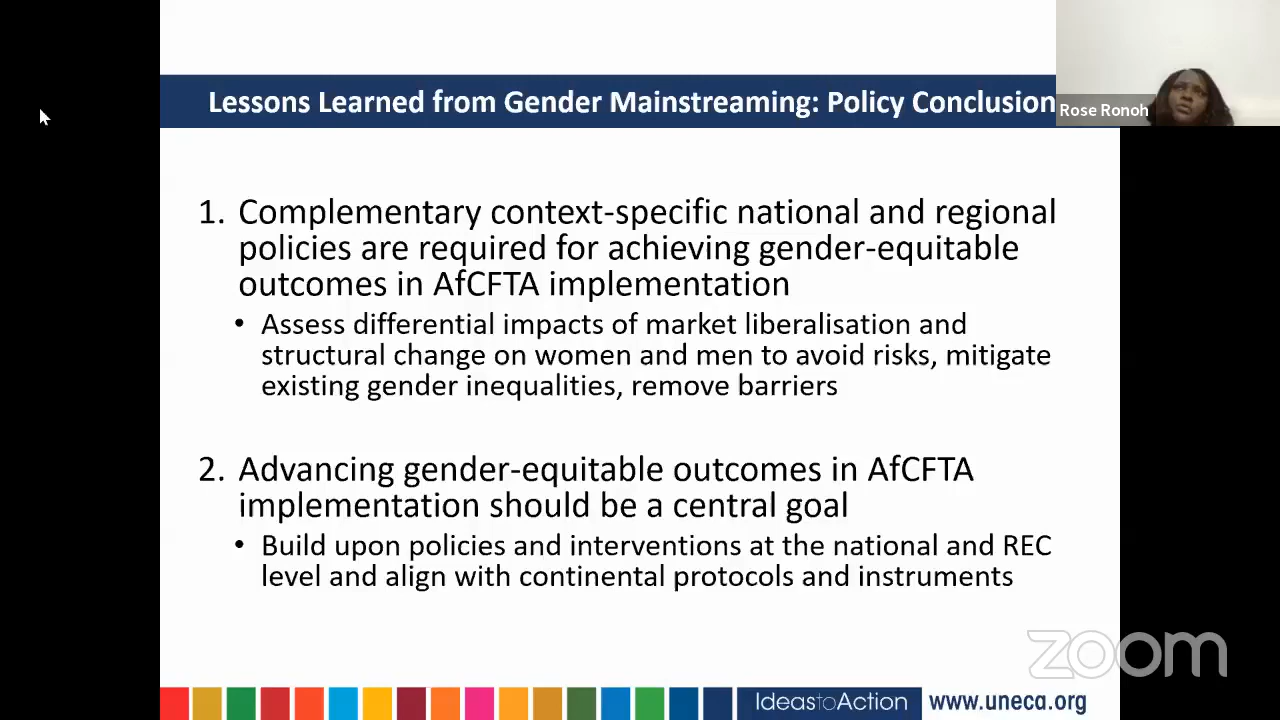 Lessons Learned from Gender Mainstreaming: Policy Conclusion
Rose Ronoh
1. Complementary context-specific national and regional
policies are required for achieving gender-equitable
outcomes in AfCFTA implementation
• Assess differential impacts of market liberalisation and
structural change on women and men to avoid risks, mitigate
existing gender inequalities, remove barriers
2. Advancing gender-equitable outcomes in AfCFTA
implementation should be a central goal
• Build upon policies and interventions at the national and REC
level and align with continental protocols and instruments
zoom
IdeastoAction
www.uneca.org